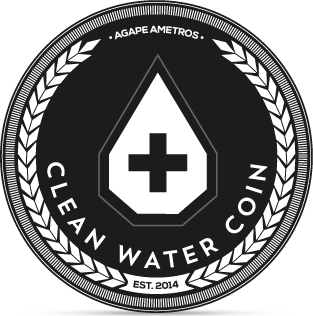 • AGAPE AMETROS •
CLEAN WATER COIN
EST. 2014